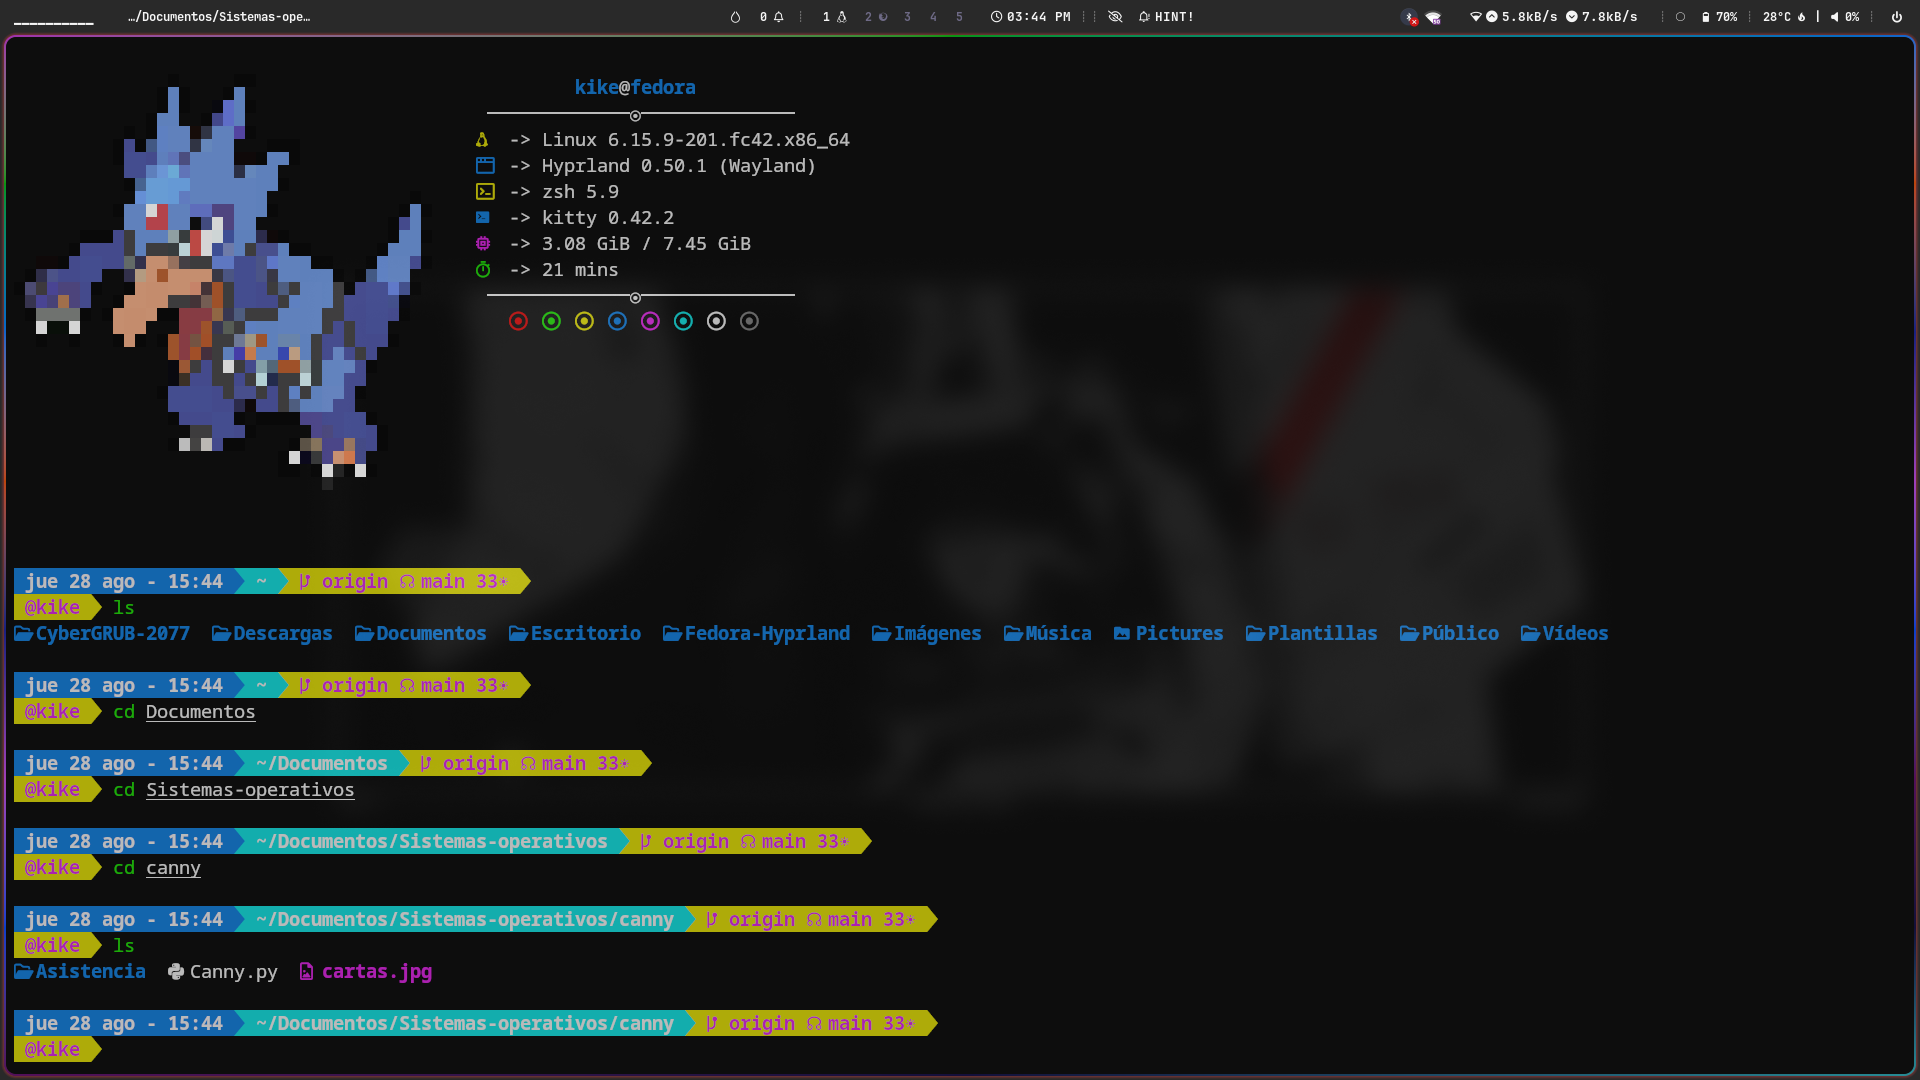 …/Documentos/Sistemas-ope… 0 1 2 3 4 5 03:44 PM HINT! 5.8kB/s 7.8kB/s 70% 28°C 0%
kike@fedora
-> Linux 6.15.9-201.fc42.x86_64
-> Hyprland 0.50.1 (Wayland)
-> zsh 5.9
-> kitty 0.42.2
-> 3.08 GiB / 7.45 GiB
-> 21 mins
jue 28 ago - 15:44 ~ origin main 33
@kike ls
CyberGRUB-2077 Descargas Documentos Escritorio Fedora-Hyprland Imágenes Música Pictures Plantillas Público Vídeos
jue 28 ago - 15:44 ~ origin main 33
@kike cd Documentos
jue 28 ago - 15:44 ~/Documentos origin main 33
@kike cd Sistemas-operativos
jue 28 ago - 15:44 ~/Documentos/Sistemas-operativos origin main 33
@kike cd canny
jue 28 ago - 15:44 ~/Documentos/Sistemas-operativos/canny origin main 33
@kike ls
Asistencia Canny.py cartas.jpg
jue 28 ago - 15:44 ~/Documentos/Sistemas-operativos/canny origin main 33
@kike